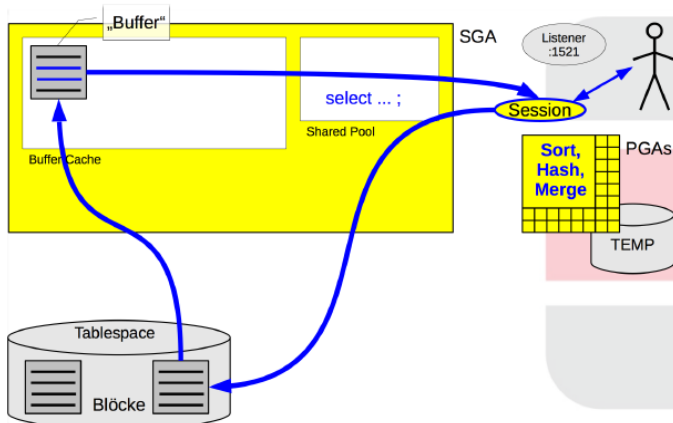 „Buffer“
SGA
Listener
:1521
select ... ;
Session
Shared Pool
Buffer Cache
Sort,
Hash,
Merge
PGAs
TEMP
Tablespace
Blöcke